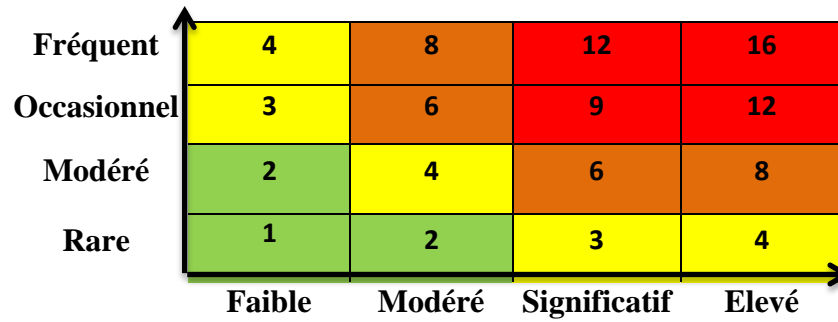 Fréquent 4 8 12 16
Occasionnel 3 6 9 12
Modéré 2 4 6 8
Rare 1 2 3 4
Faible Modéré Significatif Elevé